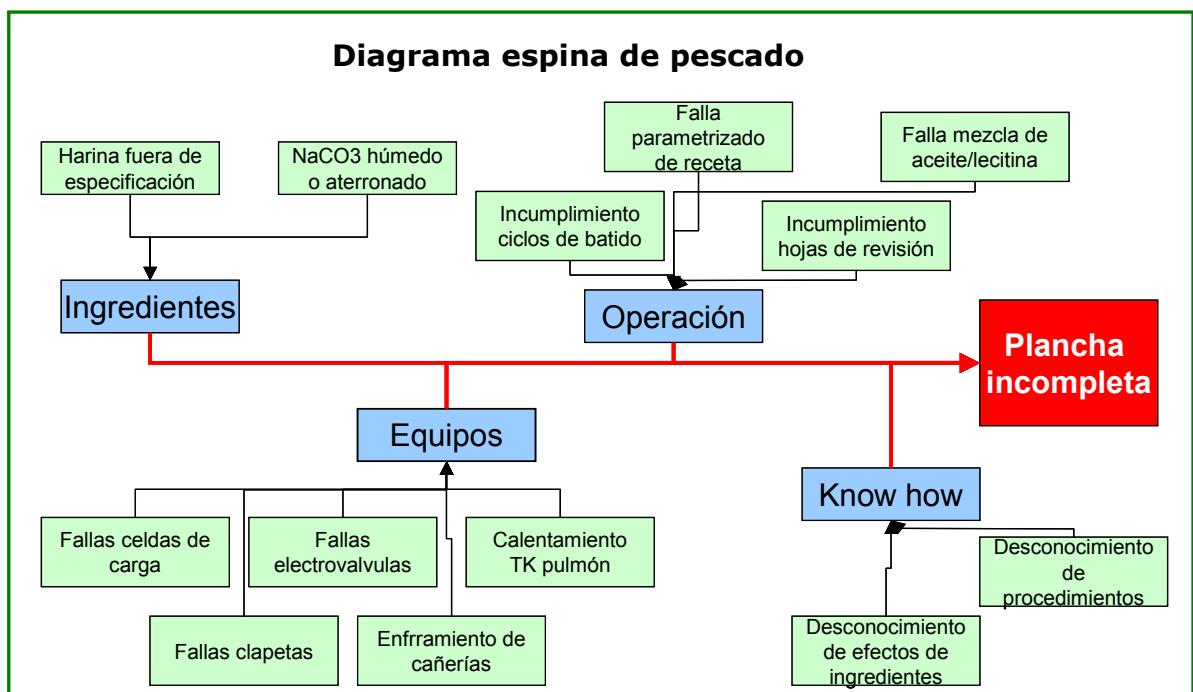 Diagrama espina de pescado
Harina fuera de
especificación
NaCO3 húmedo
o aterronado
Falla
parametrizado
de receta
Falla mezcla de
aceite/lecitina
Incumplimiento
ciclos de batido
Incumplimiento
hojas de revisión
Ingredientes
Operación
Plancha
incompleta
Equipos
Know how
Fallas celdas de
carga
Fallas
electrovalvulas
Calentamiento
TK pulmón
Desconocimiento
de
procedimientos
Fallas clapetas
Enfrramiento de
cañerías
Desconocimiento
de efectos de
ingredientes